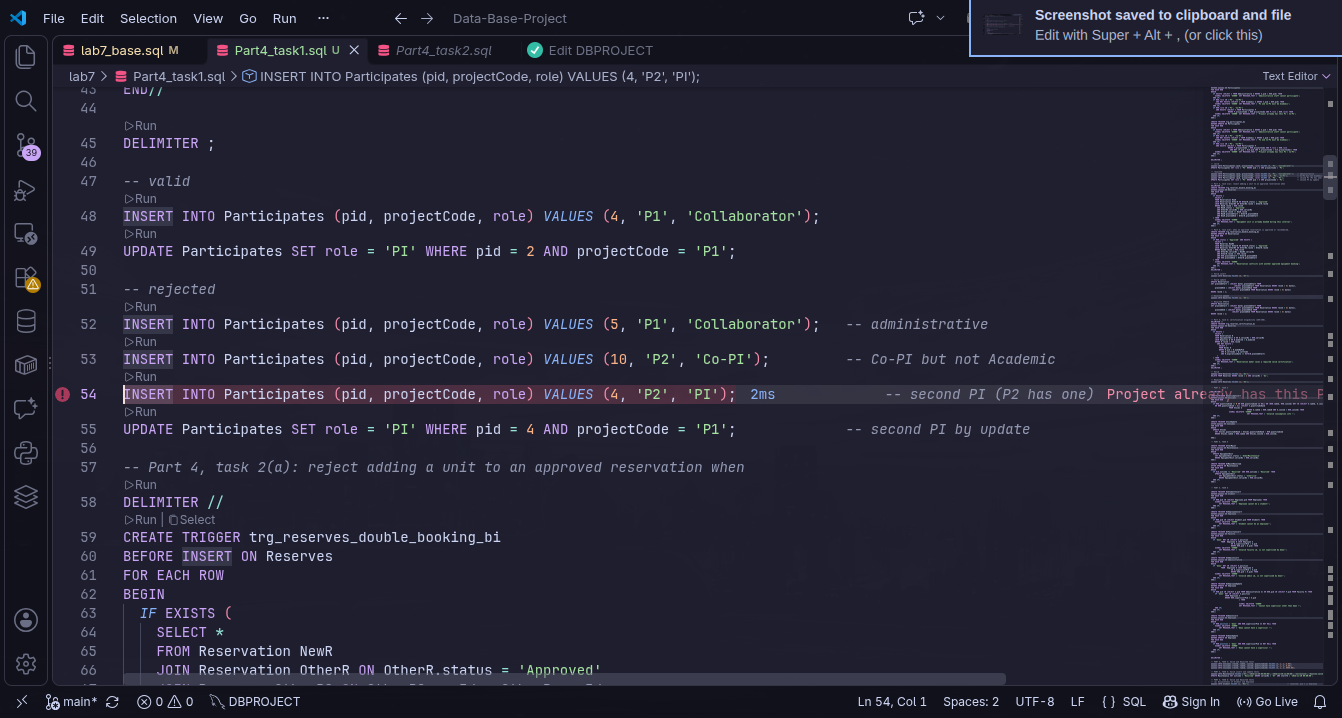 File Edit Selection View Go Run ··· Data-Base-Project
Screenshot saved to clipboard and file
Edit with Super + Alt + , (or click this)
lab7_base.sql M Part4_task1.sql U Part4_task2.sql Edit DBPROJECT
lab7 > Part4_task1.sql > INSERT INTO Participates (pid, projectCode, role) VALUES (4, 'P2', 'PI'); Text Editor
43 END//
44
Run
45 DELIMITER ;
46
47 -- valid
Run
48 INSERT INTO Participates (pid, projectCode, role) VALUES (4, 'P1', 'Collaborator');
Run
49 UPDATE Participates SET role = 'PI' WHERE pid = 2 AND projectCode = 'P1';
50
51 -- rejected
Run
52 INSERT INTO Participates (pid, projectCode, role) VALUES (5, 'P1', 'Collaborator'); -- administrative
Run
53 INSERT INTO Participates (pid, projectCode, role) VALUES (10, 'P2', 'Co-PI'); -- Co-PI but not Academic
Run
54 INSERT INTO Participates (pid, projectCode, role) VALUES (4, 'P2', 'PI'); 2ms -- second PI (P2 has one) Project already has this P
Run
55 UPDATE Participates SET role = 'PI' WHERE pid = 4 AND projectCode = 'P1'; -- second PI by update
56
57 -- Part 4, task 2(a): reject adding a unit to an approved reservation when
Run
58 DELIMITER //
Run | Select
59 CREATE TRIGGER trg_reserves_double_booking_bi
60 BEFORE INSERT ON Reserves
61 FOR EACH ROW
62 BEGIN
63 IF EXISTS (
64 SELECT *
65 FROM Reservation NewR
66 JOIN Reservation OtherR ON OtherR.status = 'Approved'
39
main* 0 0 DBPROJECT Ln 54, Col 1 Spaces: 2 UTF-8 LF { } SQL Sign In Go Live